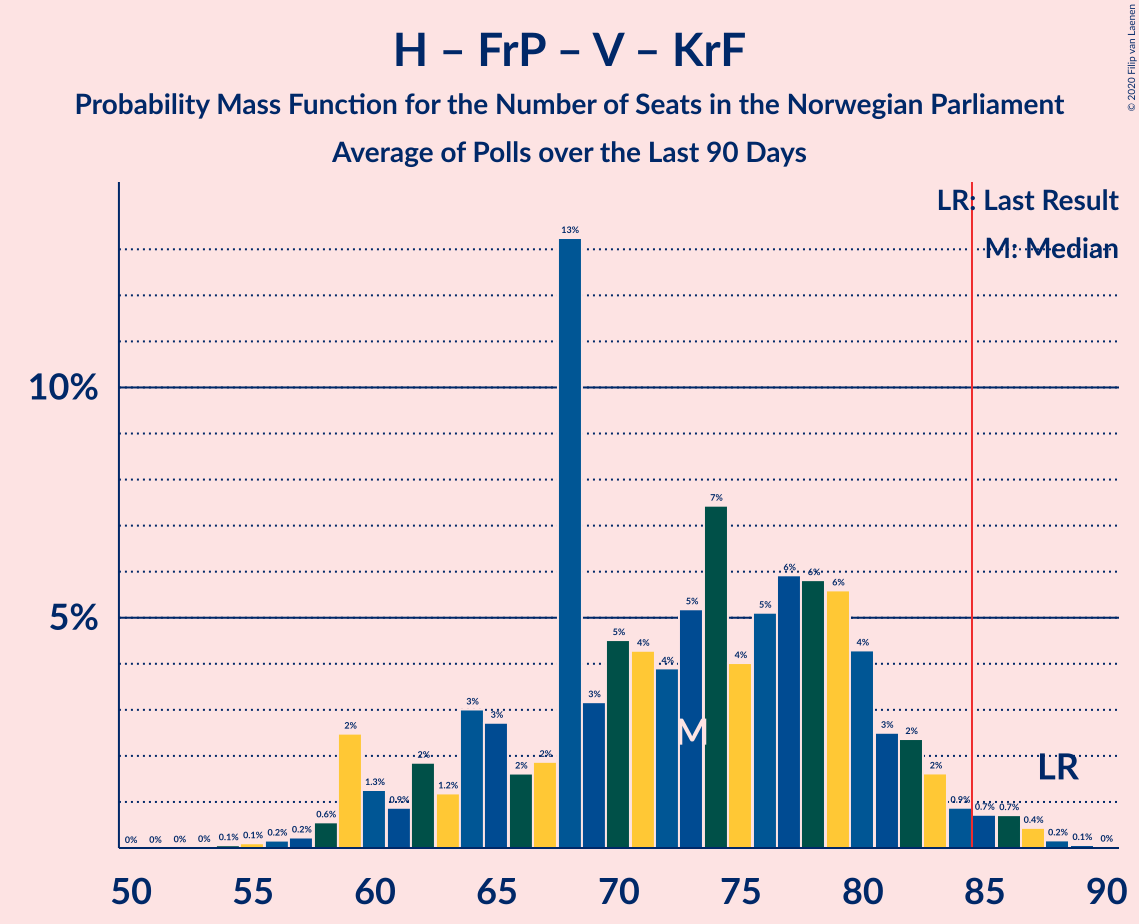 H – FrP – V – KrF
Probability Mass Function for the Number of Seats in the Norwegian Parliament
Average of Polls over the Last 90 Days
© 2020 Filip van Laenen
LR: Last Result
M: Median
10%
5%
0% 0% 0% 0% 0.1% 0.1% 0.2% 0.2% 0.6% 2% 1.3% 0.9% 2% 1.2% 3% 3% 2% 2% 13% 3% 5% 4% 4% 5% 7% 4% 5% 6% 6% 6% 4% 3% 2% 2% 0.9% 0.7% 0.7% 0.4% 0.2% 0.1% 0%
M
LR
50 55 60 65 70 75 80 85 90